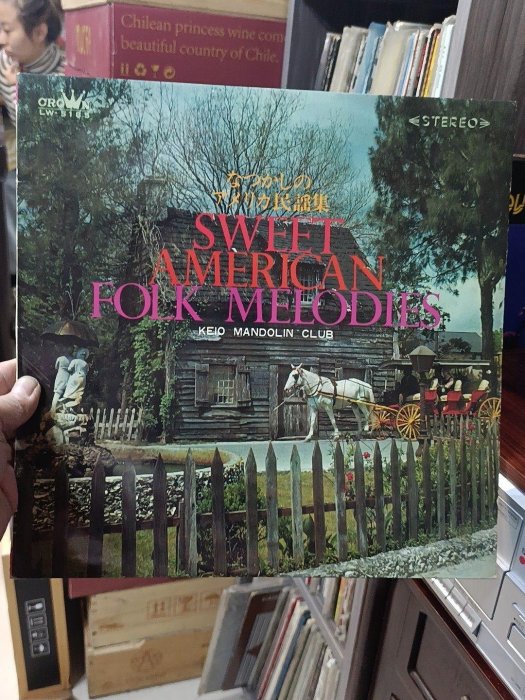 Chilean princess wine com
beautiful country of Chile.
CROWN
LW-5165
STEREO
なつかしの
アメリカ民謡集
SWEET
AMERICAN
FOLK MELODIES
KEIO MANDOLIN CLUB